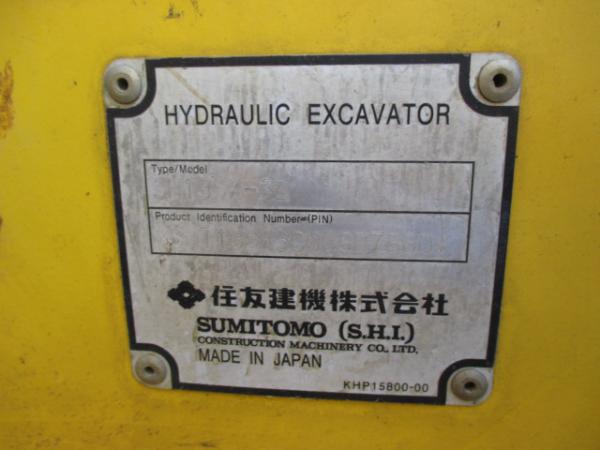 HYDRAULIC EXCAVATOR
Type/Model
Product Identification Number(PIN)
住友建機株式会社
SUMITOMO (S.H.I.)
CONSTRUCTION MACHINERY CO., LTD.
MADE IN JAPAN
KHP15800-00